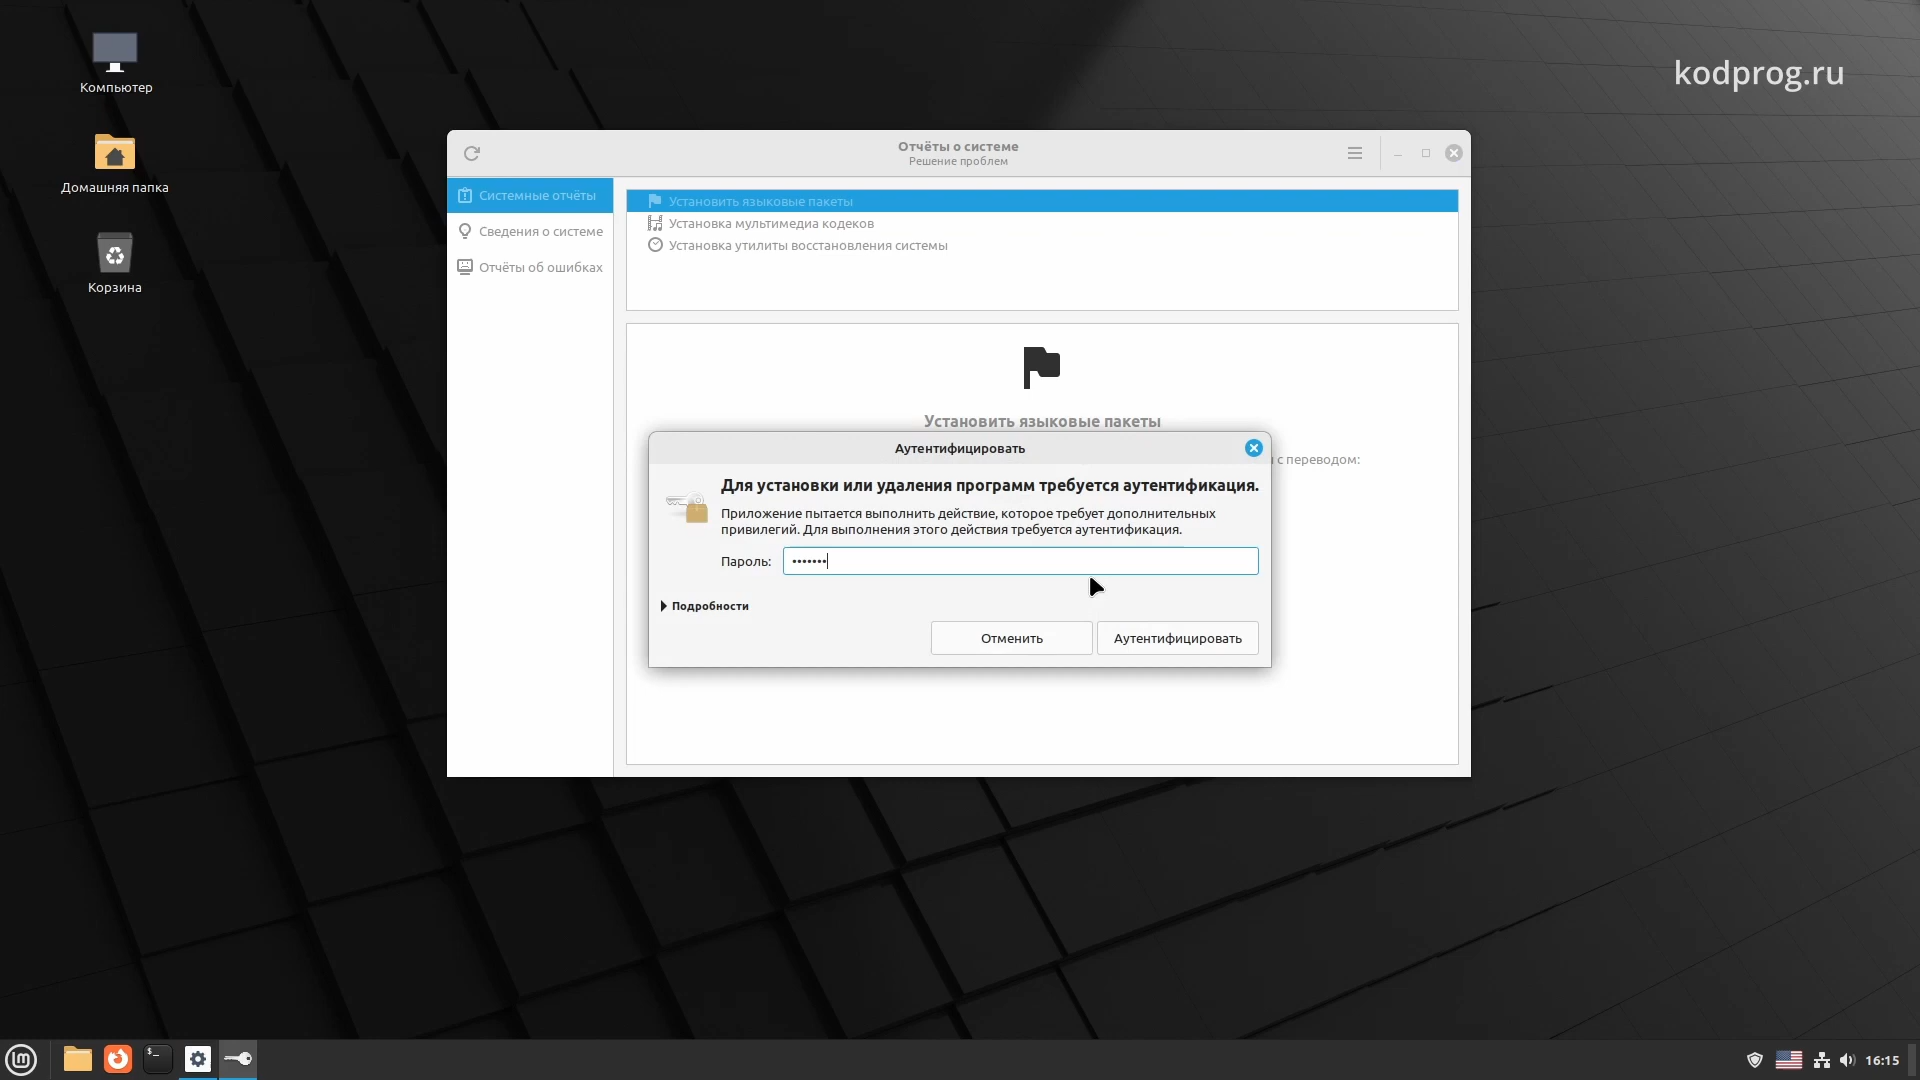 Компьютер
Домашняя папка
Корзина
kodprog.ru
Отчёты о системе
Решение проблем
Системные отчёты
Сведения о системе
Отчёты об ошибках
Установить языковые пакеты
Установка мультимедиа кодеков
Установка утилиты восстановления системы
Установить языковые пакеты
с переводом:
Аутентифицировать
Для установки или удаления программ требуется аутентификация.
Приложение пытается выполнить действие, которое требует дополнительных
привилегий. Для выполнения этого действия требуется аутентификация.
Пароль: •••••••
Подробности
Отменить
Аутентифицировать
16:15